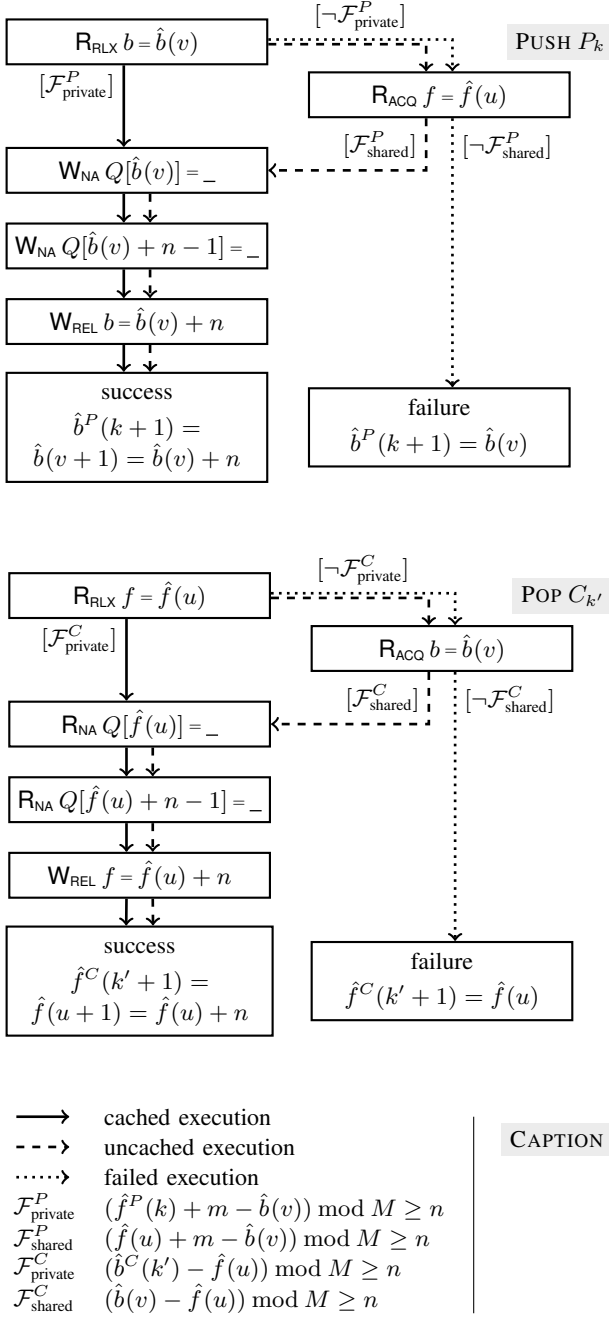 [¬ℱ^P_private]
R_RLX b = b̂(v)
PUSH P_k
[ℱ^P_private]
R_ACQ f = f̂(u)
[ℱ^P_shared]
[¬ℱ^P_shared]
W_NA Q[b̂(v)] = _
W_NA Q[b̂(v) + n − 1] = _
W_REL b = b̂(v) + n
success
b̂^P(k + 1) =
b̂(v + 1) = b̂(v) + n
failure
b̂^P(k + 1) = b̂(v)
[¬ℱ^C_private]
R_RLX f = f̂(u)
POP C_k′
[ℱ^C_private]
R_ACQ b = b̂(v)
[ℱ^C_shared]
[¬ℱ^C_shared]
R_NA Q[f̂(u)] = _
R_NA Q[f̂(u) + n − 1] = _
W_REL f = f̂(u) + n
success
f̂^C(k′ + 1) =
f̂(u + 1) = f̂(u) + n
failure
f̂^C(k′ + 1) = f̂(u)
cached execution
CAPTION
uncached execution
failed execution
ℱ^P_private (f̂^P(k) + m − b̂(v)) mod M ≥ n
ℱ^P_shared (f̂(u) + m − b̂(v)) mod M ≥ n
ℱ^C_private (b̂^C(k′) − f̂(u)) mod M ≥ n
ℱ^C_shared (b̂(v) − f̂(u)) mod M ≥ n